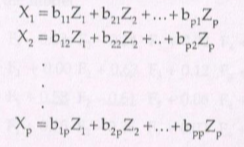 X₁ = b₁₁Z₁+b₂₁Z₂+...+bₚ₁Zₚ
X₂ = b₁₂Z₁+b₂₂Z₂+..+bₚ₂Zₚ
.
Xₚ = b₁ₚZ₁+b₂ₚZ₂+...+bₚₚZₚ